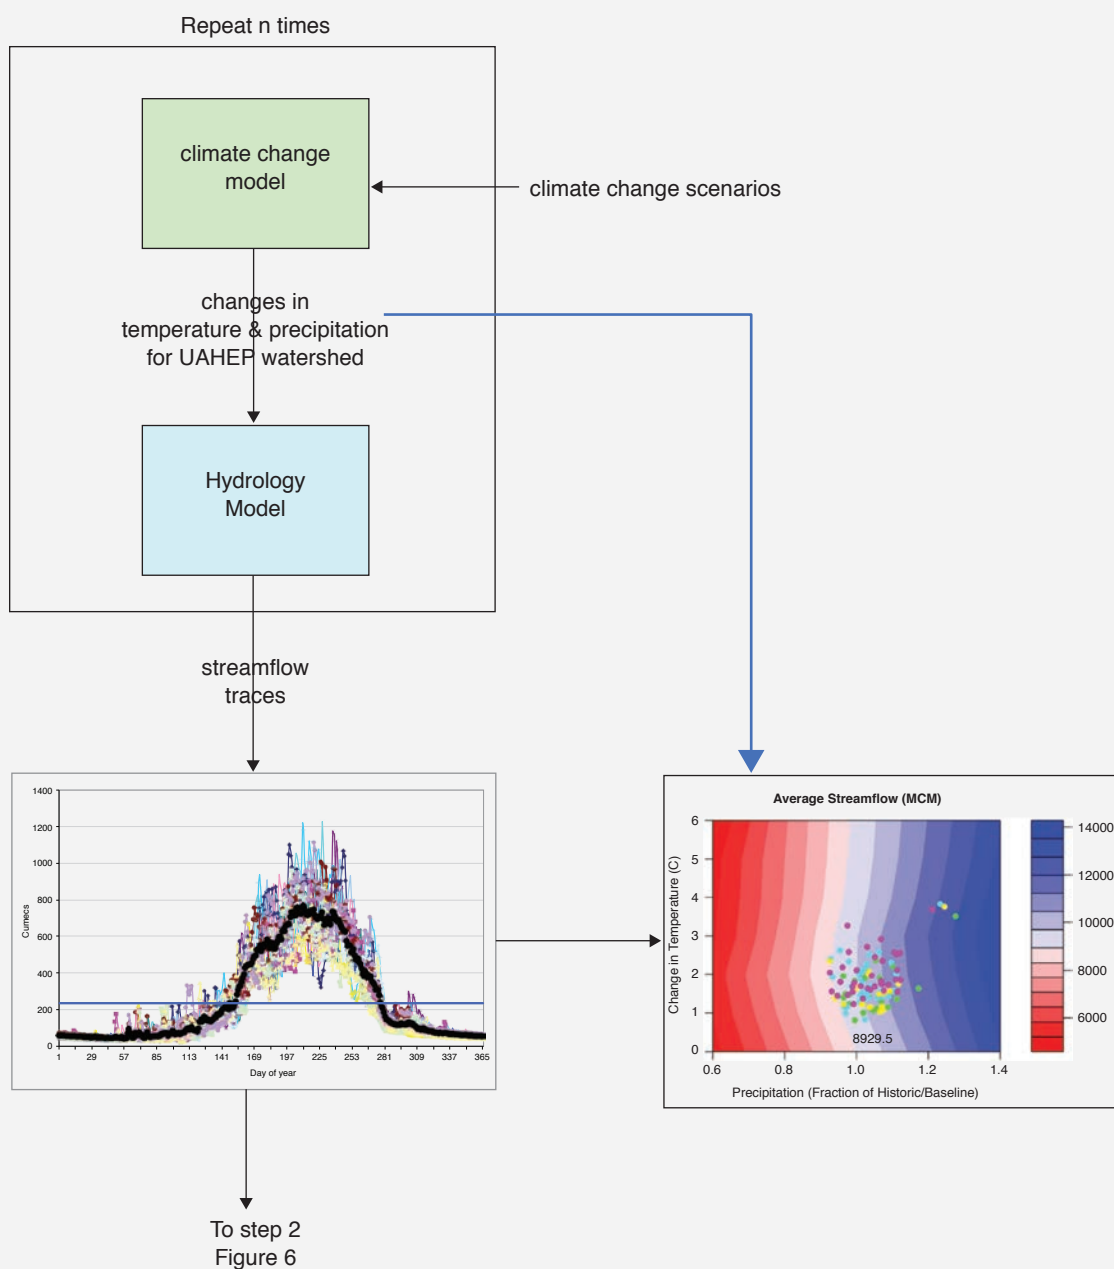 Repeat n times
climate change
model
climate change scenarios
changes in
temperature & precipitation
for UAHEP watershed
Hydrology
Model
streamflow
traces
1400
1200
1000
800
600
400
200
0
Cumecs
1 29 57 85 113 141 169 197 225 253 281 309 337 365
Day of year
Average Streamflow (MCM)
6
5
4
3
2
1
0
Change in Temperature (C)
8929.5
0.6 0.8 1.0 1.2 1.4
Precipitation (Fraction of Historic/Baseline)
14000
12000
10000
8000
6000
To step 2
Figure 6